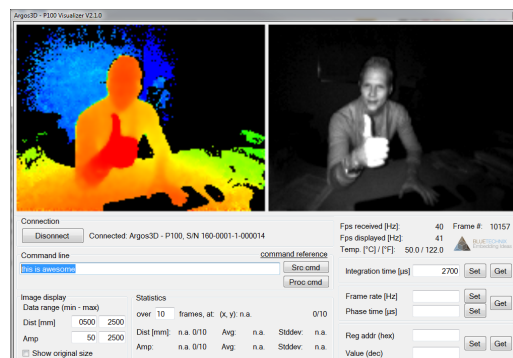 Argos3D - P100 Visualizer V2.1.0
Connection
Disconnect Connected: Argos3D - P100, S/N 160-0001-1-000014
Command line command reference
this is awesome Src cmd
Proc cmd
Image display
Data range (min - max)
Dist [mm] 0500 2500
Amp 50 2500
Show original size
Statistics
over 10 frames, at: (x, y): n.a. 0/10
Dist [mm]: n.a. 0/10 Avg: n.a. Stddev: n.a.
Amp: n.a. 0/10 Avg: n.a. Stddev: n.a.
Fps received [Hz]: 40 Frame #: 10157
Fps displayed [Hz]: 41
Temp. [°C] / [°F]: 50.0 / 122.0
BLUETECHNIX
Embedding Ideas
Integration time [µs] 2700 Set Get
Frame rate [Hz] Set
Phase time [µs] Set Get
Reg addr (hex)
Value (dec) Set Get